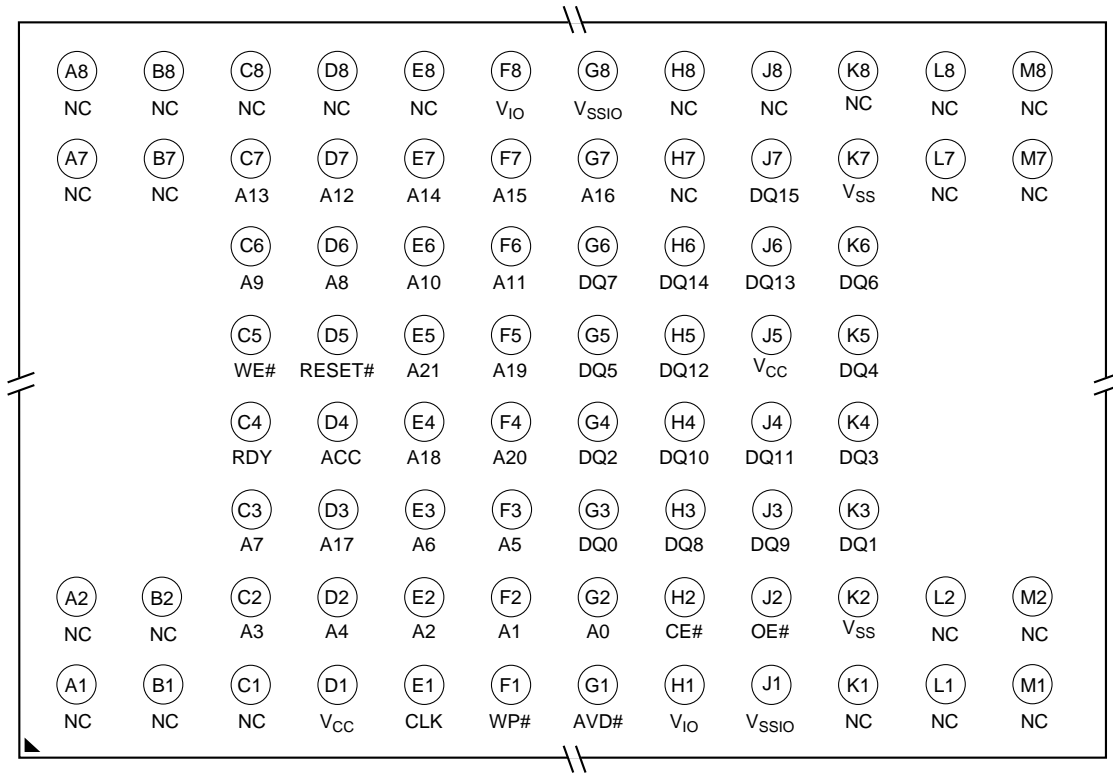 A8 B8 C8 D8 E8 F8 G8 H8 J8 K8 L8 M8
NC NC NC NC NC VIO VSSIO NC NC NC NC NC
A7 B7 C7 D7 E7 F7 G7 H7 J7 K7 L7 M7
NC NC A13 A12 A14 A15 A16 NC DQ15 VSS NC NC
C6 D6 E6 F6 G6 H6 J6 K6
A9 A8 A10 A11 DQ7 DQ14 DQ13 DQ6
C5 D5 E5 F5 G5 H5 J5 K5
WE# RESET# A21 A19 DQ5 DQ12 VCC DQ4
C4 D4 E4 F4 G4 H4 J4 K4
RDY ACC A18 A20 DQ2 DQ10 DQ11 DQ3
C3 D3 E3 F3 G3 H3 J3 K3
A7 A17 A6 A5 DQ0 DQ8 DQ9 DQ1
A2 B2 C2 D2 E2 F2 G2 H2 J2 K2 L2 M2
NC NC A3 A4 A2 A1 A0 CE# OE# VSS NC NC
A1 B1 C1 D1 E1 F1 G1 H1 J1 K1 L1 M1
NC NC NC VCC CLK WP# AVD# VIO VSSIO NC NC NC